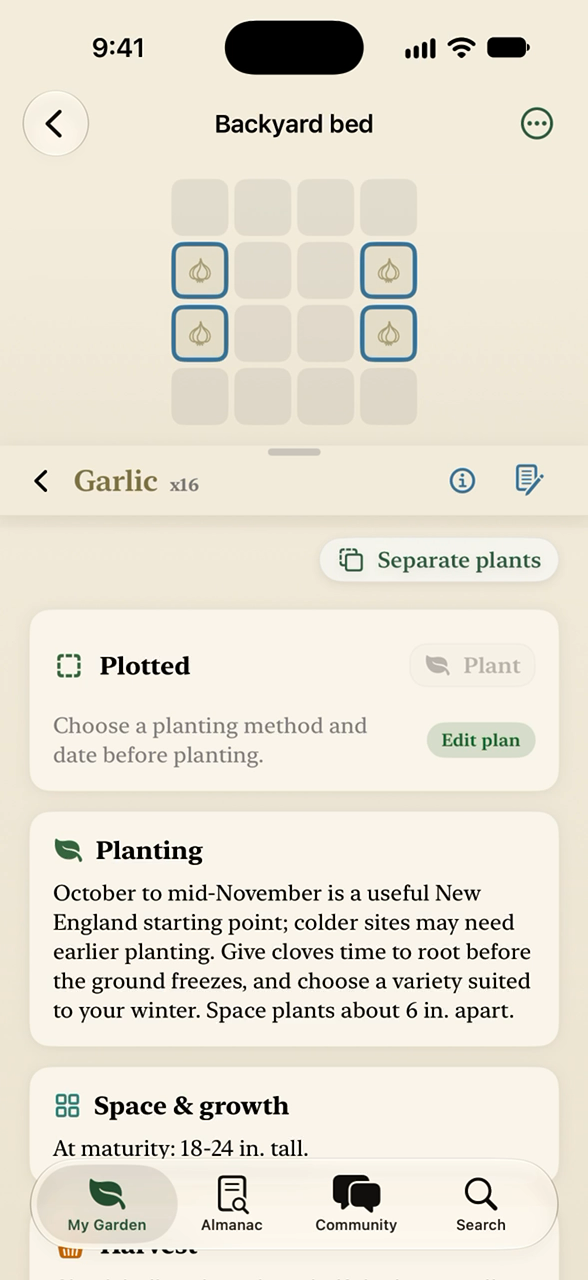 9:41
Backyard bed
Garlic x16
Separate plants
Plotted
Plant
Choose a planting method and
date before planting.
Edit plan
Planting
October to mid-November is a useful New
England starting point; colder sites may need
earlier planting. Give cloves time to root before
the ground freezes, and choose a variety suited
to your winter. Space plants about 6 in. apart.
Space & growth
At maturity: 18-24 in. tall.
My Garden
Almanac
Community
Search
Harvest